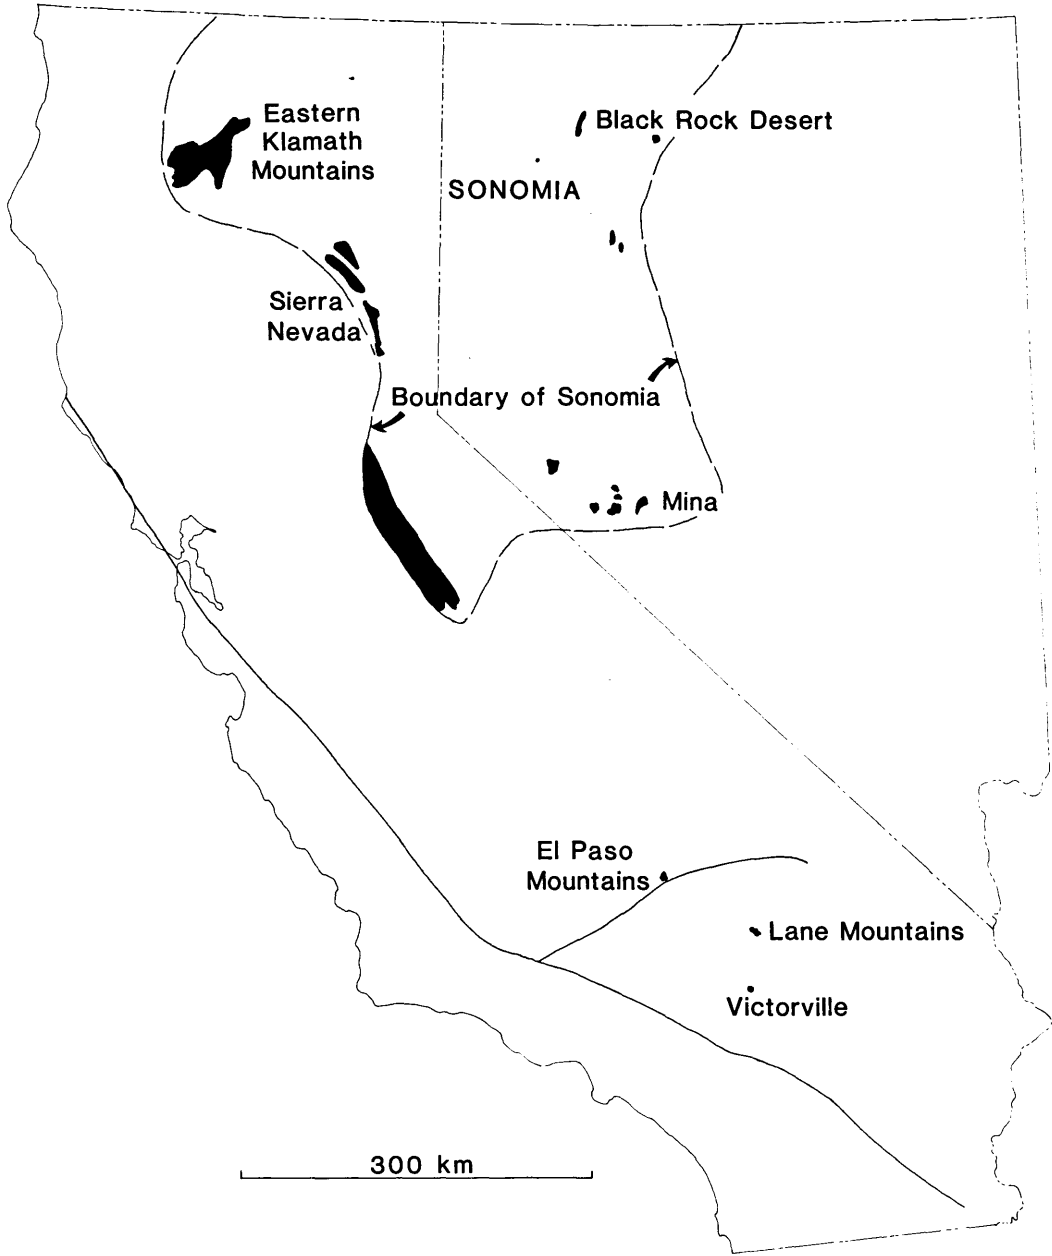 Eastern
Klamath
Mountains
Black Rock Desert
SONOMIA
Sierra
Nevada
Boundary of Sonomia
Mina
El Paso
Mountains
Lane Mountains
Victorville
300 km